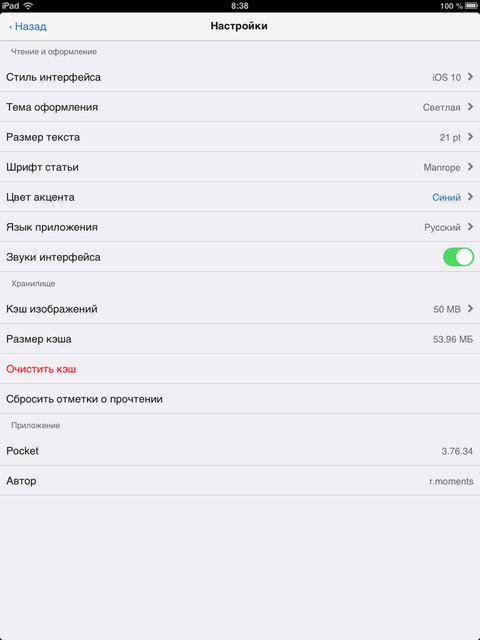 iPad 8:38 100 %
‹ Назад Настройки
Чтение и оформление
Стиль интерфейса iOS 10
Тема оформления Светлая
Размер текста 21 pt
Шрифт статьи Manrope
Цвет акцента Синий
Язык приложения Русский
Звуки интерфейса
Хранилище
Кэш изображений 50 MB
Размер кэша 53.96 МБ
Очистить кэш
Сбросить отметки о прочтении
Приложение
Pocket 3.76.34
Автор r.moments